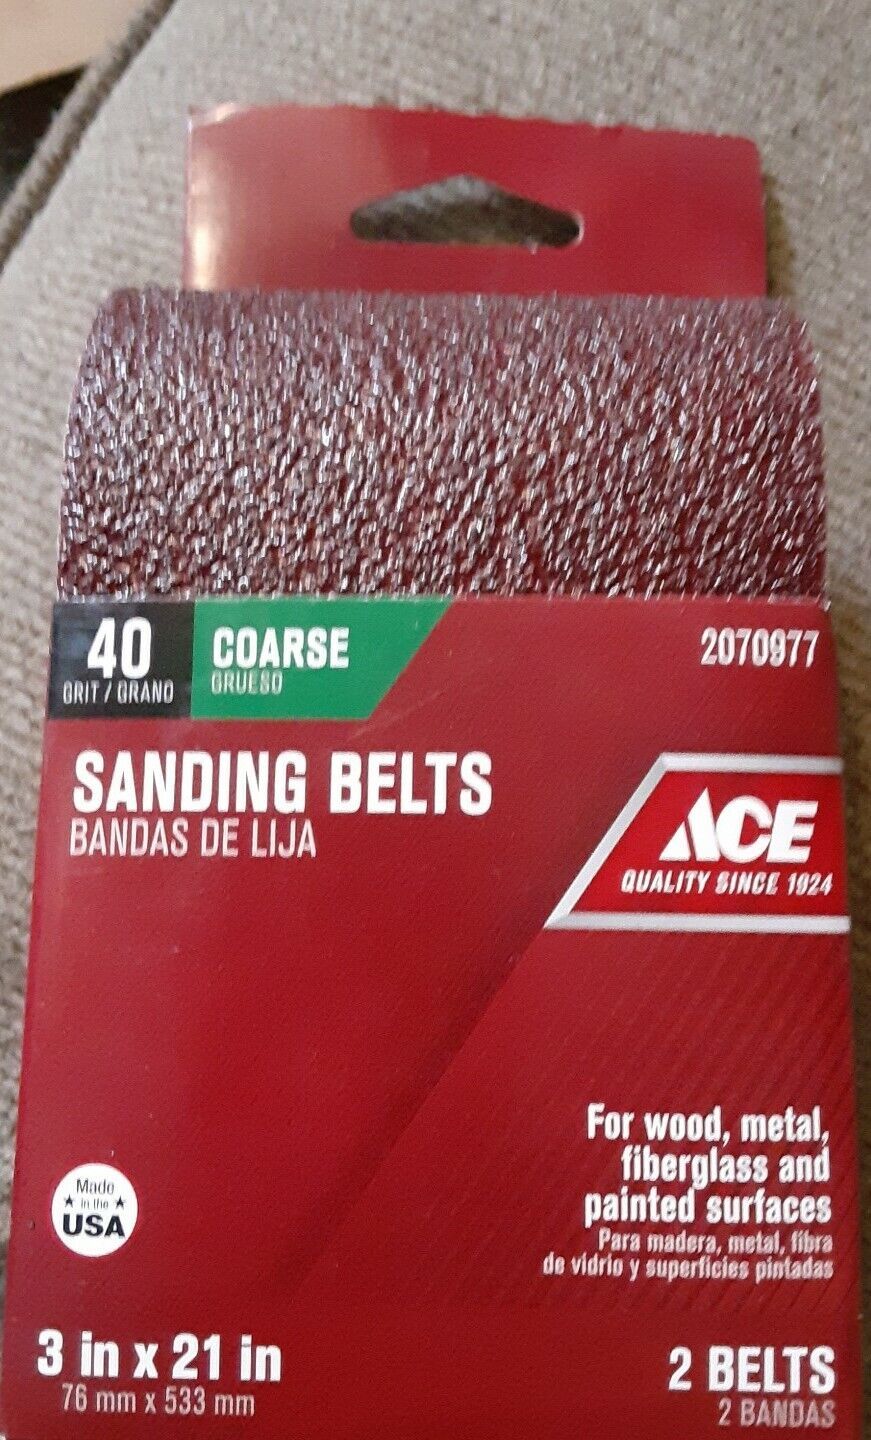 40
GRIT / GRANO
COARSE
GRUESO
2070977
SANDING BELTS
BANDAS DE LIJA
ACE
QUALITY SINCE 1924
For wood, metal,
fiberglass and
painted surfaces
Para madera, metal, fibra
de vidrio y superficies pintadas
Made
in the
USA
3 in x 21 in
76 mm x 533 mm
2 BELTS
2 BANDAS